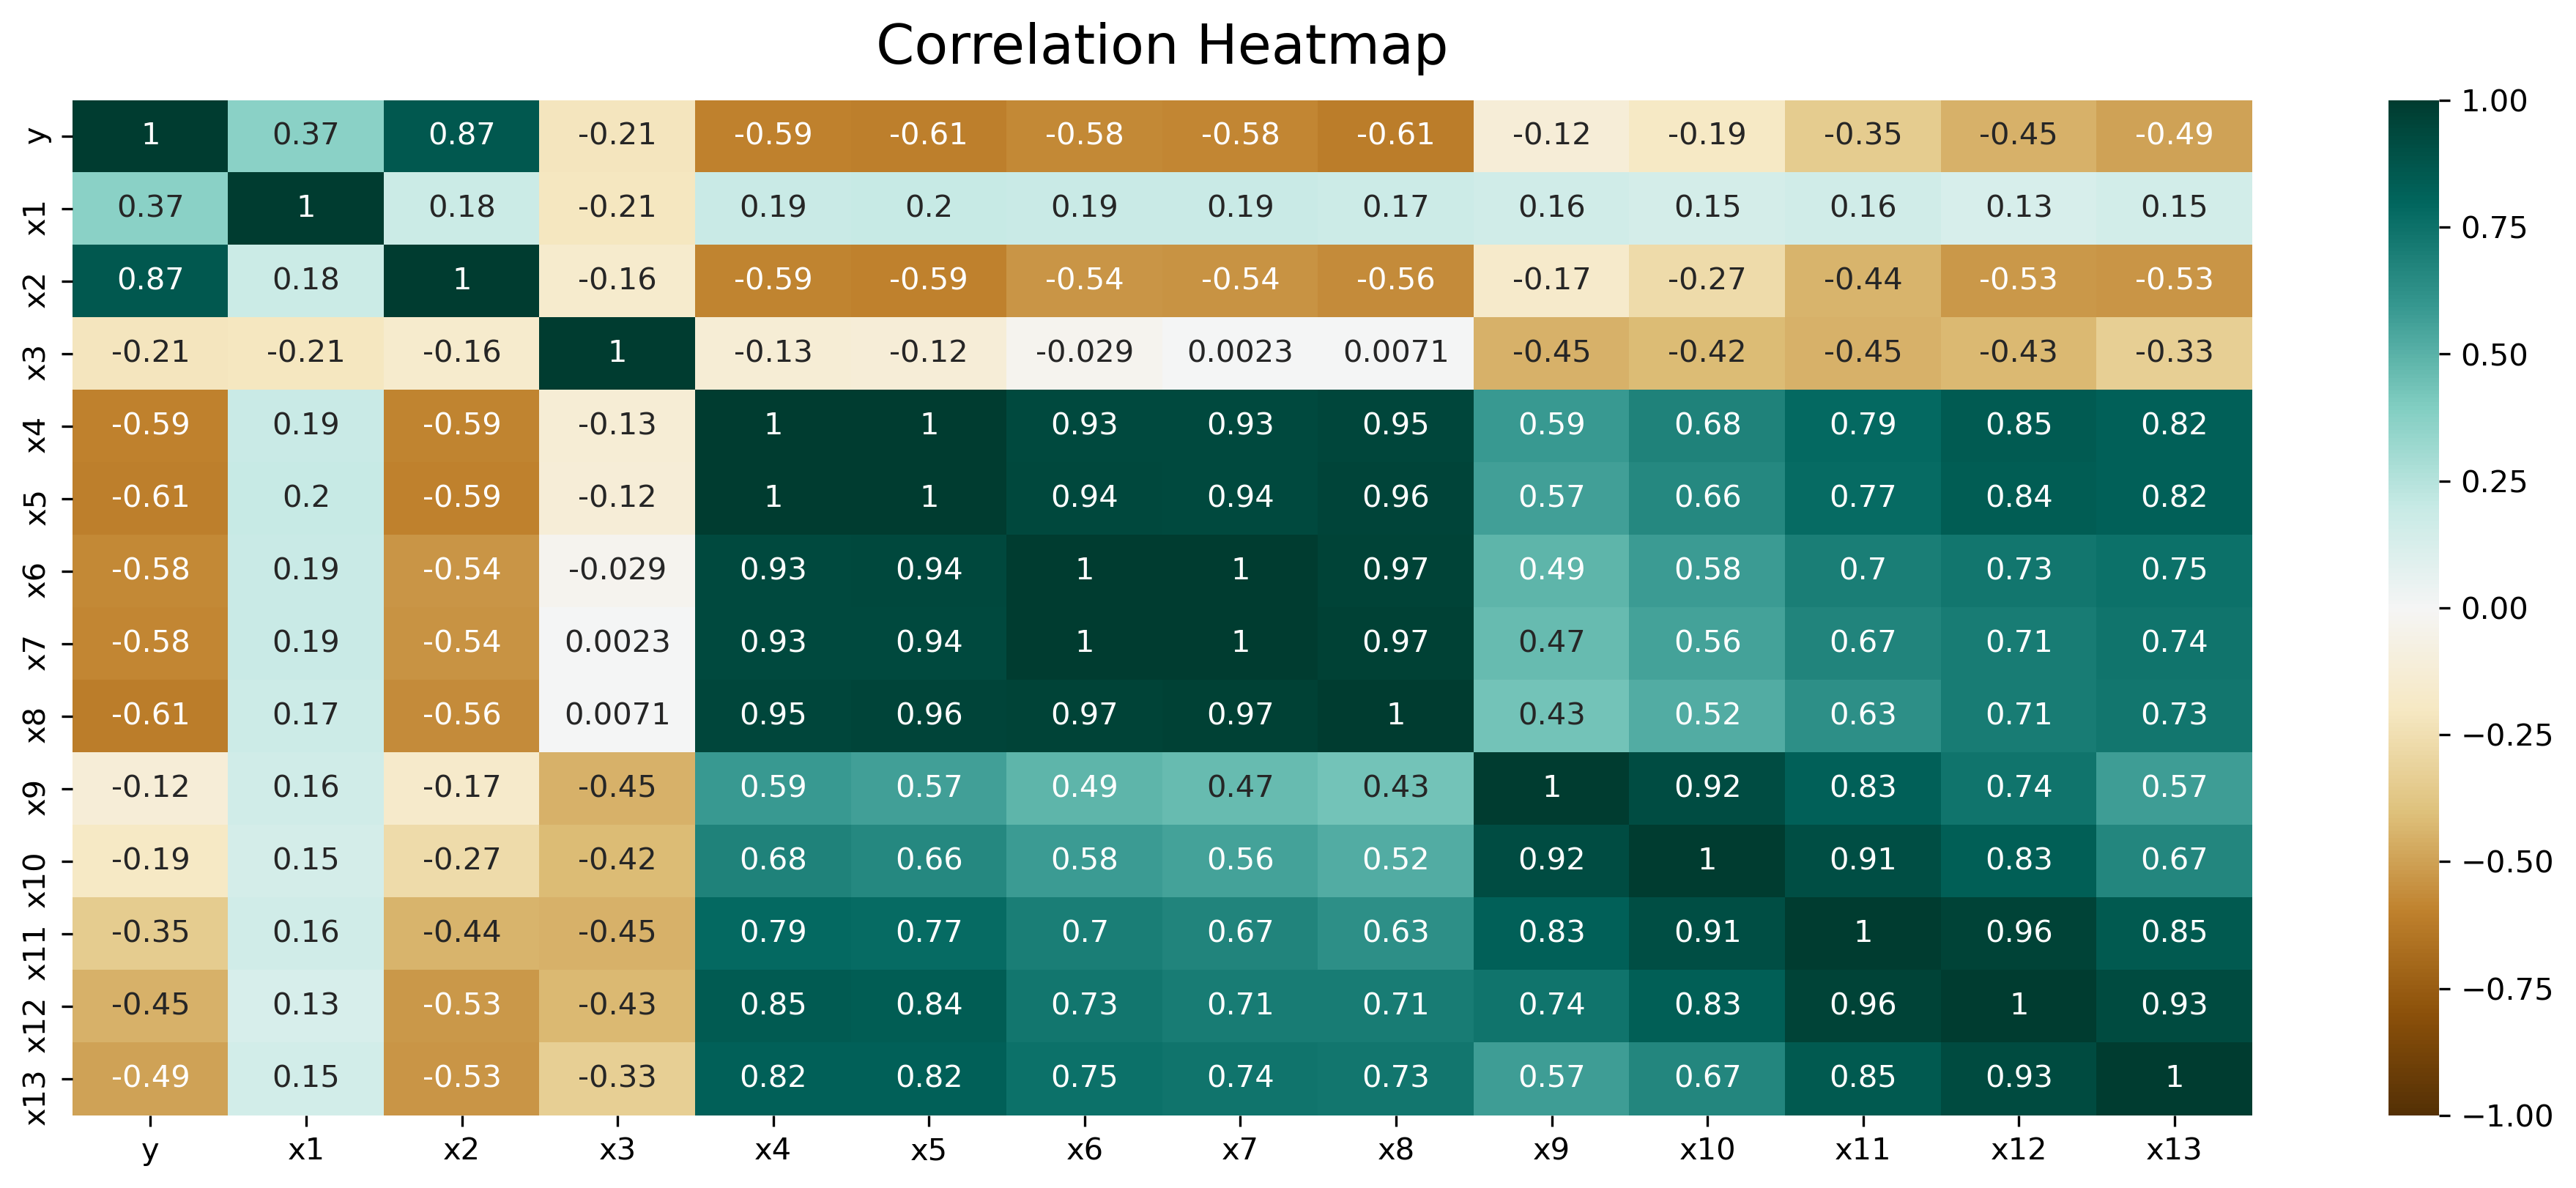 Correlation Heatmap
y 1 0.37 0.87 -0.21 -0.59 -0.61 -0.58 -0.58 -0.61 -0.12 -0.19 -0.35 -0.45 -0.49
x1 0.37 1 0.18 -0.21 0.19 0.2 0.19 0.19 0.17 0.16 0.15 0.16 0.13 0.15
x2 0.87 0.18 1 -0.16 -0.59 -0.59 -0.54 -0.54 -0.56 -0.17 -0.27 -0.44 -0.53 -0.53
x3 -0.21 -0.21 -0.16 1 -0.13 -0.12 -0.029 0.0023 0.0071 -0.45 -0.42 -0.45 -0.43 -0.33
x4 -0.59 0.19 -0.59 -0.13 1 1 0.93 0.93 0.95 0.59 0.68 0.79 0.85 0.82
x5 -0.61 0.2 -0.59 -0.12 1 1 0.94 0.94 0.96 0.57 0.66 0.77 0.84 0.82
x6 -0.58 0.19 -0.54 -0.029 0.93 0.94 1 1 0.97 0.49 0.58 0.7 0.73 0.75
x7 -0.58 0.19 -0.54 0.0023 0.93 0.94 1 1 0.97 0.47 0.56 0.67 0.71 0.74
x8 -0.61 0.17 -0.56 0.0071 0.95 0.96 0.97 0.97 1 0.43 0.52 0.63 0.71 0.73
x9 -0.12 0.16 -0.17 -0.45 0.59 0.57 0.49 0.47 0.43 1 0.92 0.83 0.74 0.57
x10 -0.19 0.15 -0.27 -0.42 0.68 0.66 0.58 0.56 0.52 0.92 1 0.91 0.83 0.67
x11 -0.35 0.16 -0.44 -0.45 0.79 0.77 0.7 0.67 0.63 0.83 0.91 1 0.96 0.85
x12 -0.45 0.13 -0.53 -0.43 0.85 0.84 0.73 0.71 0.71 0.74 0.83 0.96 1 0.93
x13 -0.49 0.15 -0.53 -0.33 0.82 0.82 0.75 0.74 0.73 0.57 0.67 0.85 0.93 1
y x1 x2 x3 x4 x5 x6 x7 x8 x9 x10 x11 x12 x13
1.00
0.75
0.50
0.25
0.00
−0.25
−0.50
−0.75
−1.00